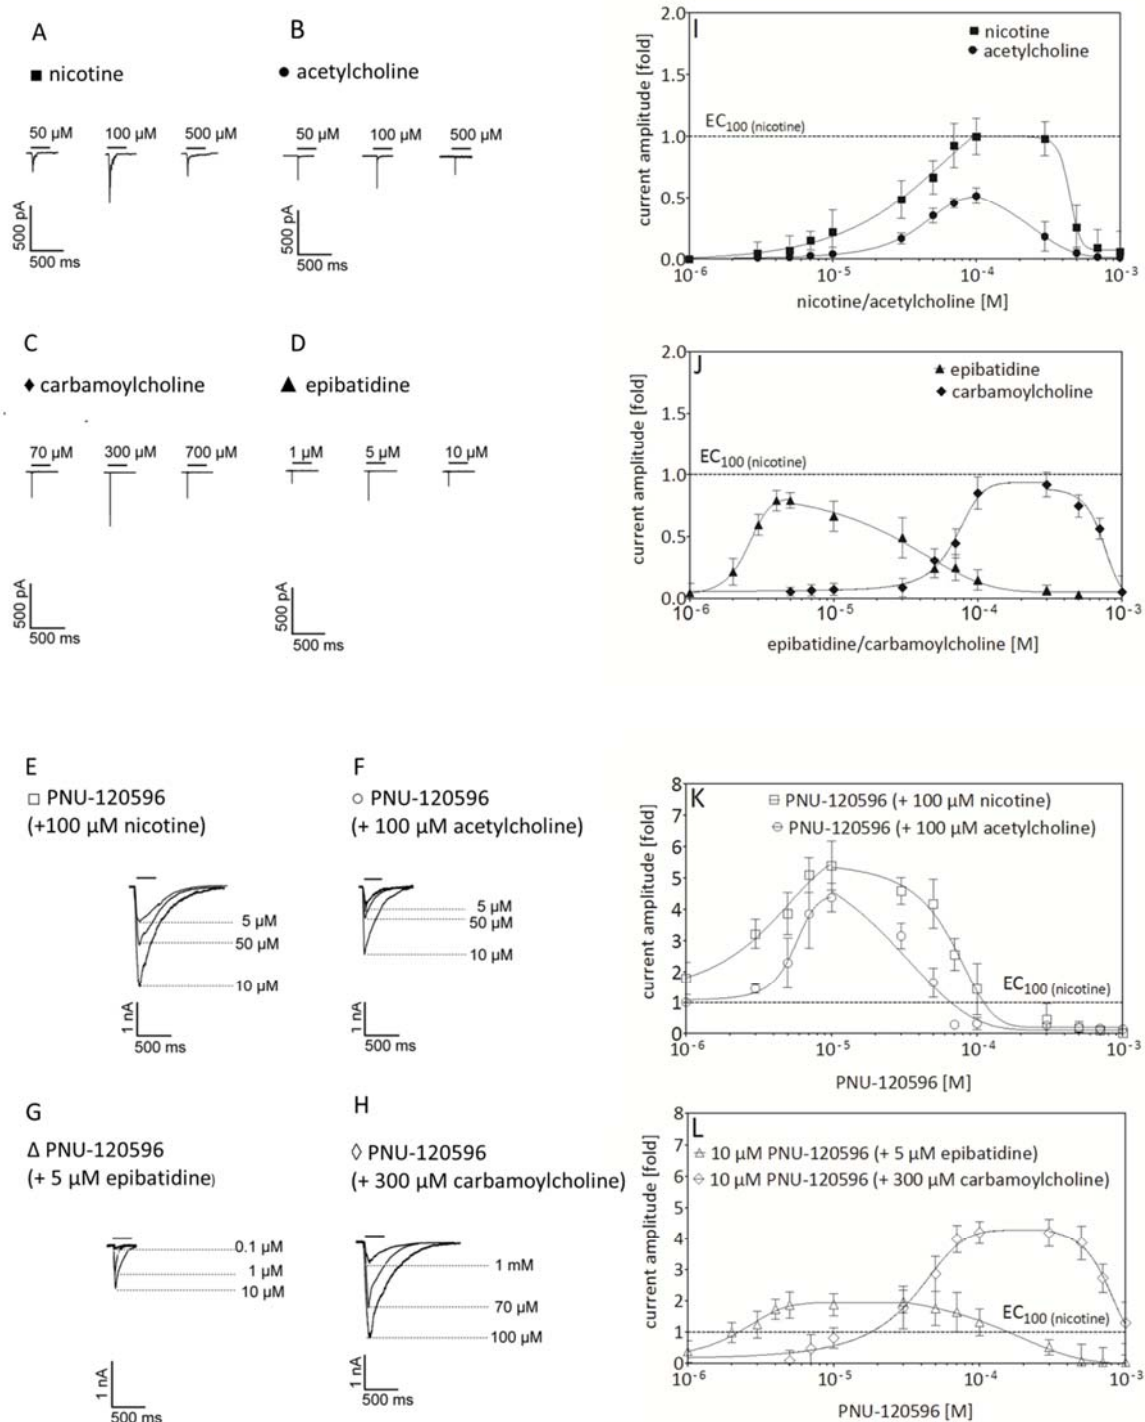 A
■ nicotine
50 µM 100 µM 500 µM
500 pA
500 ms
B
● acetylcholine
50 µM 100 µM 500 µM
500 pA
500 ms
I
■ nicotine
● acetylcholine
EC100 (nicotine)
current amplitude [fold]
2.0
1.5
1.0
0.5
0.0
10-6 10-5 10-4 10-3
nicotine/acetylcholine [M]
C
♦ carbamoylcholine
70 µM 300 µM 700 µM
500 pA
500 ms
D
▲ epibatidine
1 µM 5 µM 10 µM
500 pA
500 ms
J
▲ epibatidine
♦ carbamoylcholine
EC100 (nicotine)
current amplitude [fold]
2.0
1.5
1.0
0.5
0.0
10-6 10-5 10-4 10-3
epibatidine/carbamoylcholine [M]
E
□ PNU-120596
(+100 µM nicotine)
5 µM
50 µM
10 µM
1 nA
500 ms
F
○ PNU-120596
(+ 100 µM acetylcholine)
5 µM
50 µM
10 µM
1 nA
500 ms
K
PNU-120596 (+ 100 µM nicotine)
PNU-120596 (+ 100 µM acetylcholine)
EC100 (nicotine)
current amplitude [fold]
8
7
6
5
4
3
2
1
0
10-6 10-5 10-4 10-3
PNU-120596 [M]
G
Δ PNU-120596
(+ 5 µM epibatidine)
0.1 µM
1 µM
10 µM
1 nA
500 ms
H
◊ PNU-120596
(+ 300 µM carbamoylcholine)
1 mM
70 µM
100 µM
1 nA
500 ms
L
10 µM PNU-120596 (+ 5 µM epibatidine)
10 µM PNU-120596 (+ 300 µM carbamoylcholine)
EC100 (nicotine)
current amplitude [fold]
8
7
6
5
4
3
2
1
0
10-6 10-5 10-4 10-3
PNU-120596 [M]